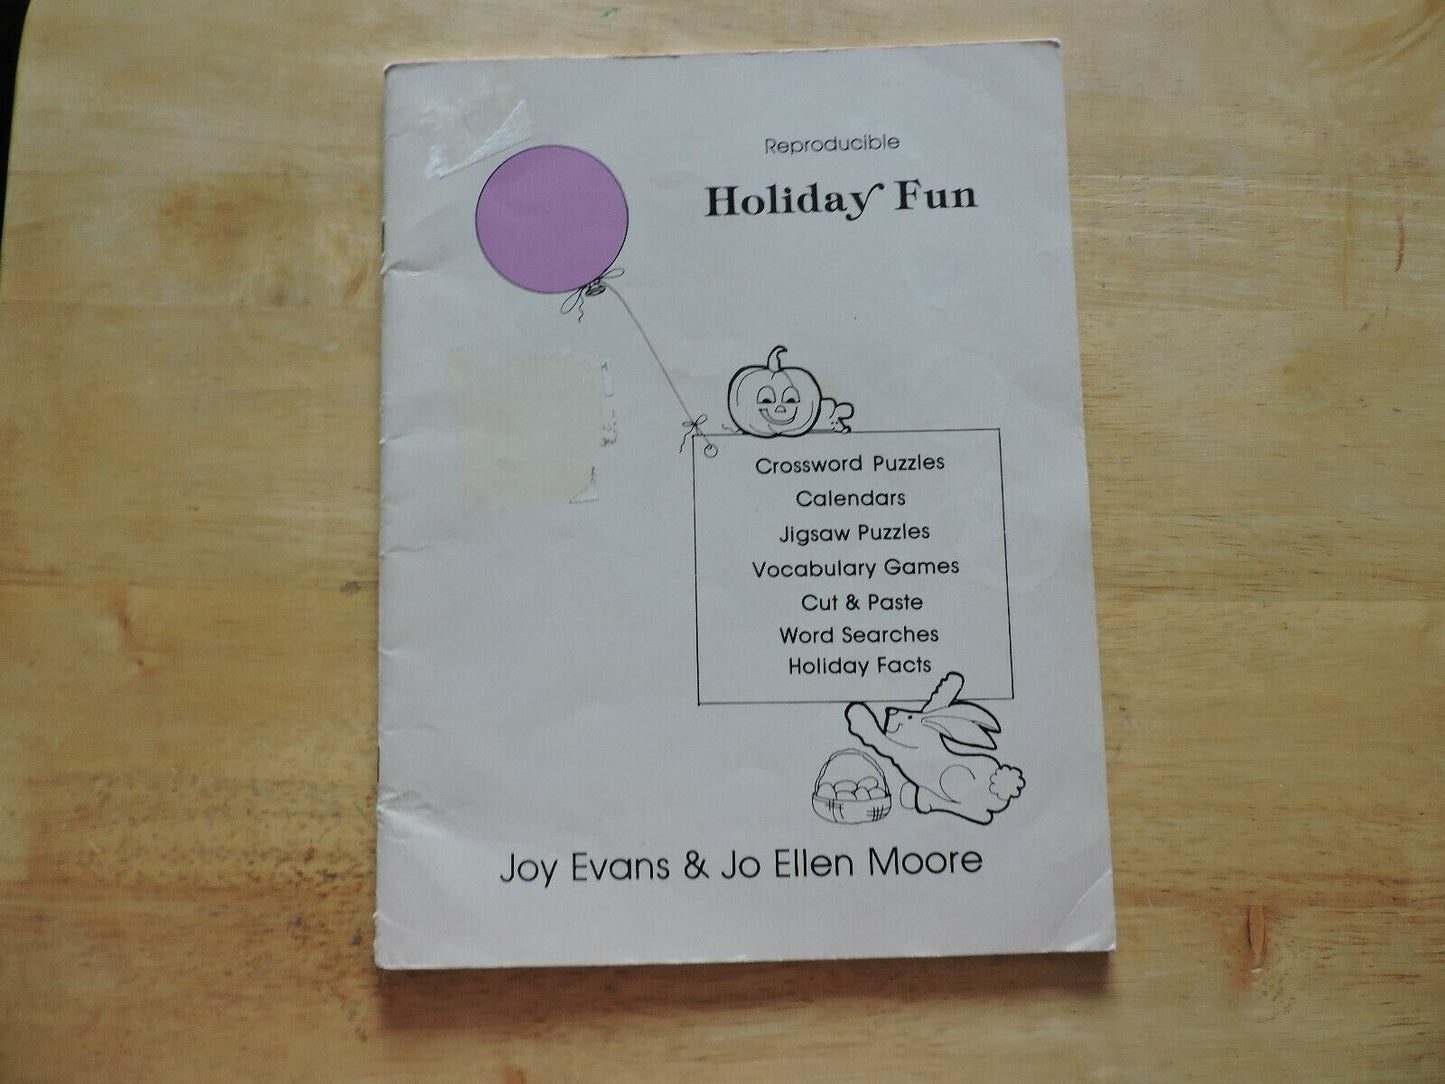 Reproducible
Holiday Fun
Crossword Puzzles
Calendars
Jigsaw Puzzles
Vocabulary Games
Cut & Paste
Word Searches
Holiday Facts
Joy Evans & Jo Ellen Moore